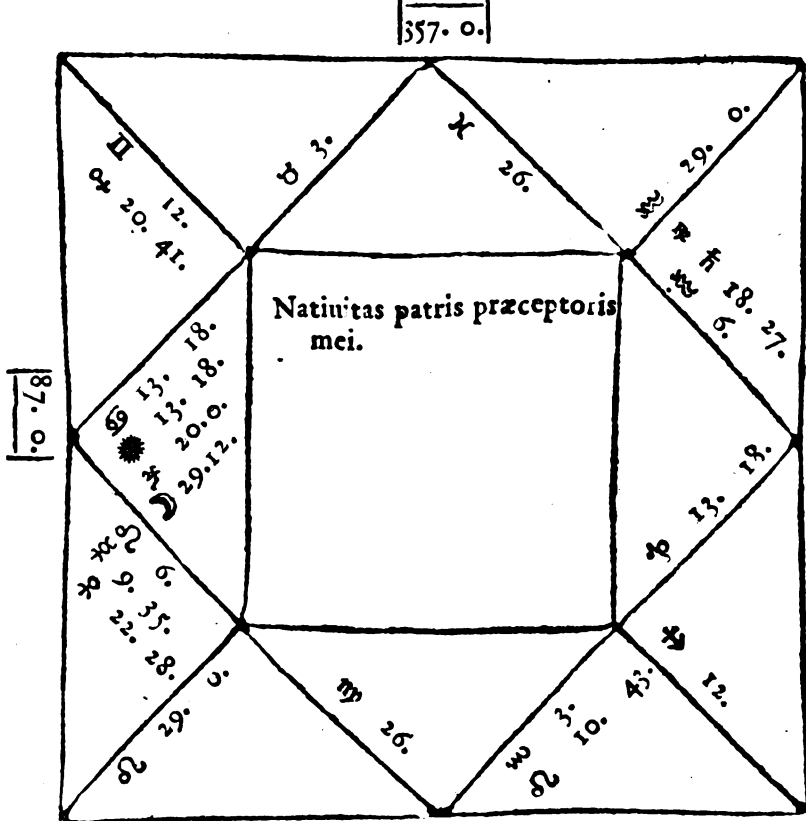 357. 0.
♊ 12.
♀ 20. 41.
♉ 3.
♓ 26.
♒ 29. 0.
♄ 18. 27.
♒ 6.
Natiuitas patris præceptoris
mei.
87. 0.
♋ 13. 18.
☉ 13. 18.
♃ 20. 0.
☽ 29. 12.
♑ 13. 18.
♌ 6.
9. 35.
22. 28.
♌ 29. 0.
♍ 26.
3.
10. 43.
♐ 12.